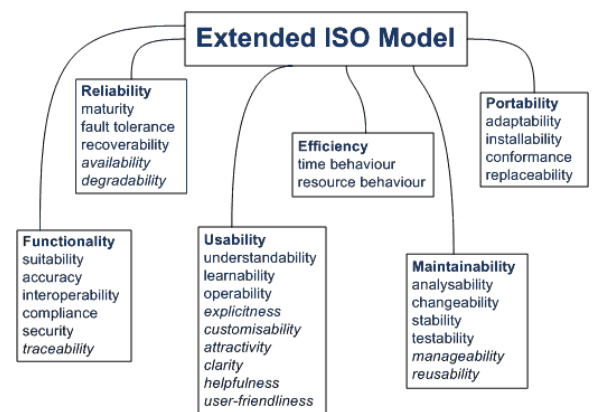 Extended ISO Model
Reliability
maturity
fault tolerance
recoverability
availability
degradability
Portability
adaptability
installability
conformance
replaceability
Efficiency
time behaviour
resource behaviour
Functionality
suitability
accuracy
interoperability
compliance
security
traceability
Usability
understandability
learnability
operability
explicitness
customisability
attractivity
clarity
helpfulness
user-friendliness
Maintainability
analysability
changeability
stability
testability
manageability
reusability